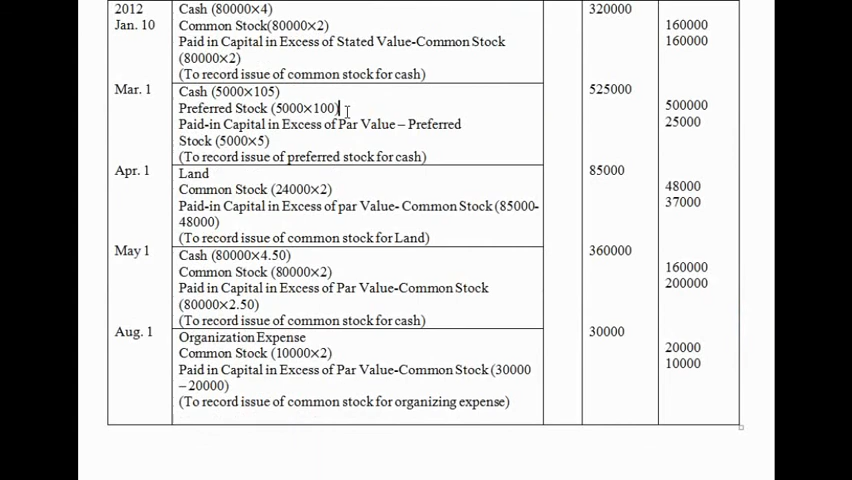 2012 Cash (80000×4) 320000
Jan. 10 Common Stock(80000×2) 160000
Paid in Capital in Excess of Stated Value-Common Stock 160000
(80000×2)
(To record issue of common stock for cash)
Mar. 1 Cash (5000×105) 525000
Preferred Stock (5000×100) 500000
Paid-in Capital in Excess of Par Value – Preferred 25000
Stock (5000×5)
(To record issue of preferred stock for cash)
Apr. 1 Land 85000
Common Stock (24000×2) 48000
Paid-in Capital in Excess of par Value- Common Stock (85000- 37000
48000)
(To record issue of common stock for Land)
May 1 Cash (80000×4.50) 360000
Common Stock (80000×2) 160000
Paid in Capital in Excess of Par Value-Common Stock 200000
(80000×2.50)
(To record issue of common stock for cash)
Aug. 1 Organization Expense 30000
Common Stock (10000×2) 20000
Paid in Capital in Excess of Par Value-Common Stock (30000 10000
– 20000)
(To record issue of common stock for organizing expense)